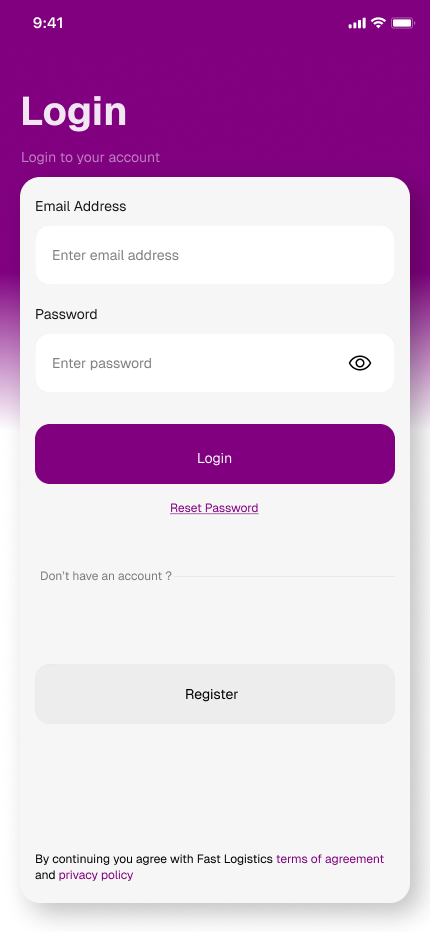 9:41
Login
Login to your account
Email Address
Enter email address
Password
Enter password
Login
Reset Password
Don't have an account ?
Register
By continuing you agree with Fast Logistics terms of agreement
and privacy policy